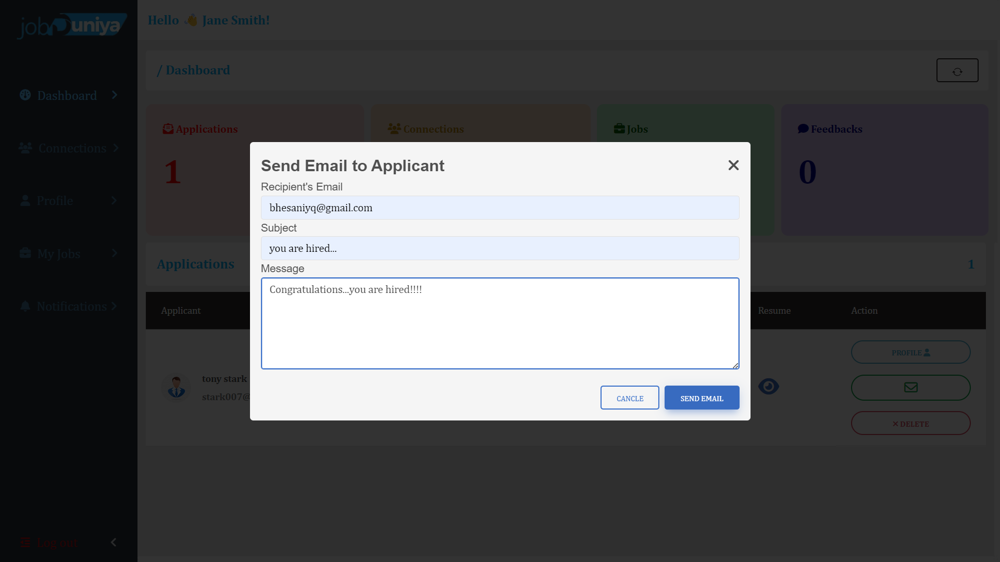 jobDuniya
Hello 👋 Jane Smith!
/ Dashboard
Dashboard
Connections
Profile
My Jobs
Notifications
Log out
Applications
1
Connections
Jobs
Feedbacks
0
Applications
1
Applicant
Resume
Action
tony stark
stark007@
PROFILE
DELETE
Send Email to Applicant
Recipient's Email
bhesaniyq@gmail.com
Subject
you are hired...
Message
Congratulations...you are hired!!!!
CANCLE
SEND EMAIL